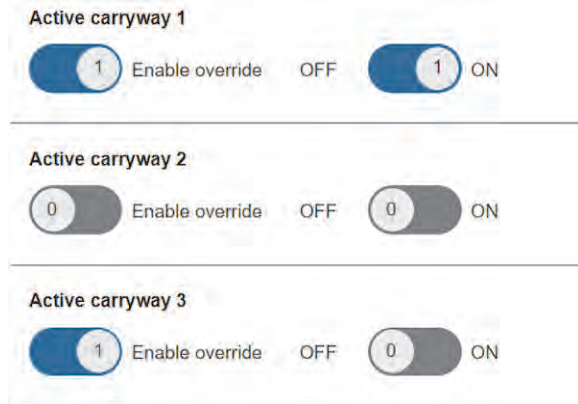 Active carryway 1
1 Enable override OFF 1 ON
Active carryway 2
0 Enable override OFF 0 ON
Active carryway 3
1 Enable override OFF 0 ON